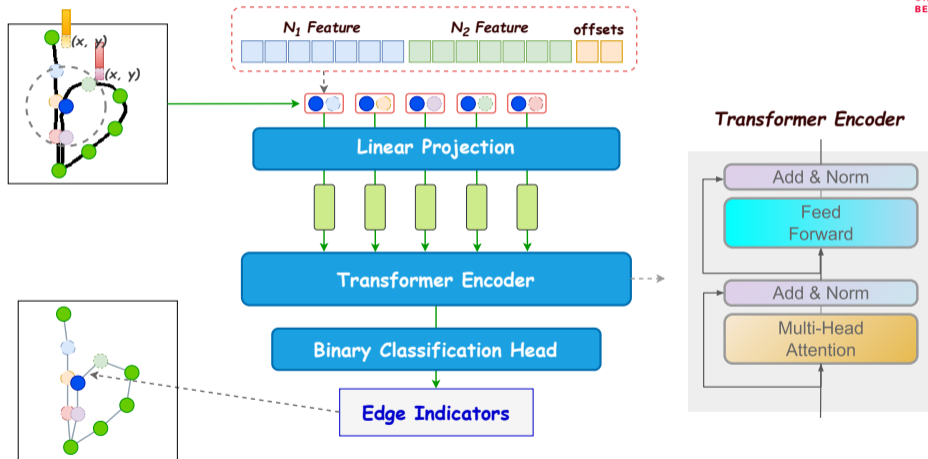 N₁ Feature
N₂ Feature
offsets
(x, y)
(x, y)
Linear Projection
Transformer Encoder
Binary Classification Head
Edge Indicators
Transformer Encoder
Add & Norm
Feed
Forward
Add & Norm
Multi-Head
Attention